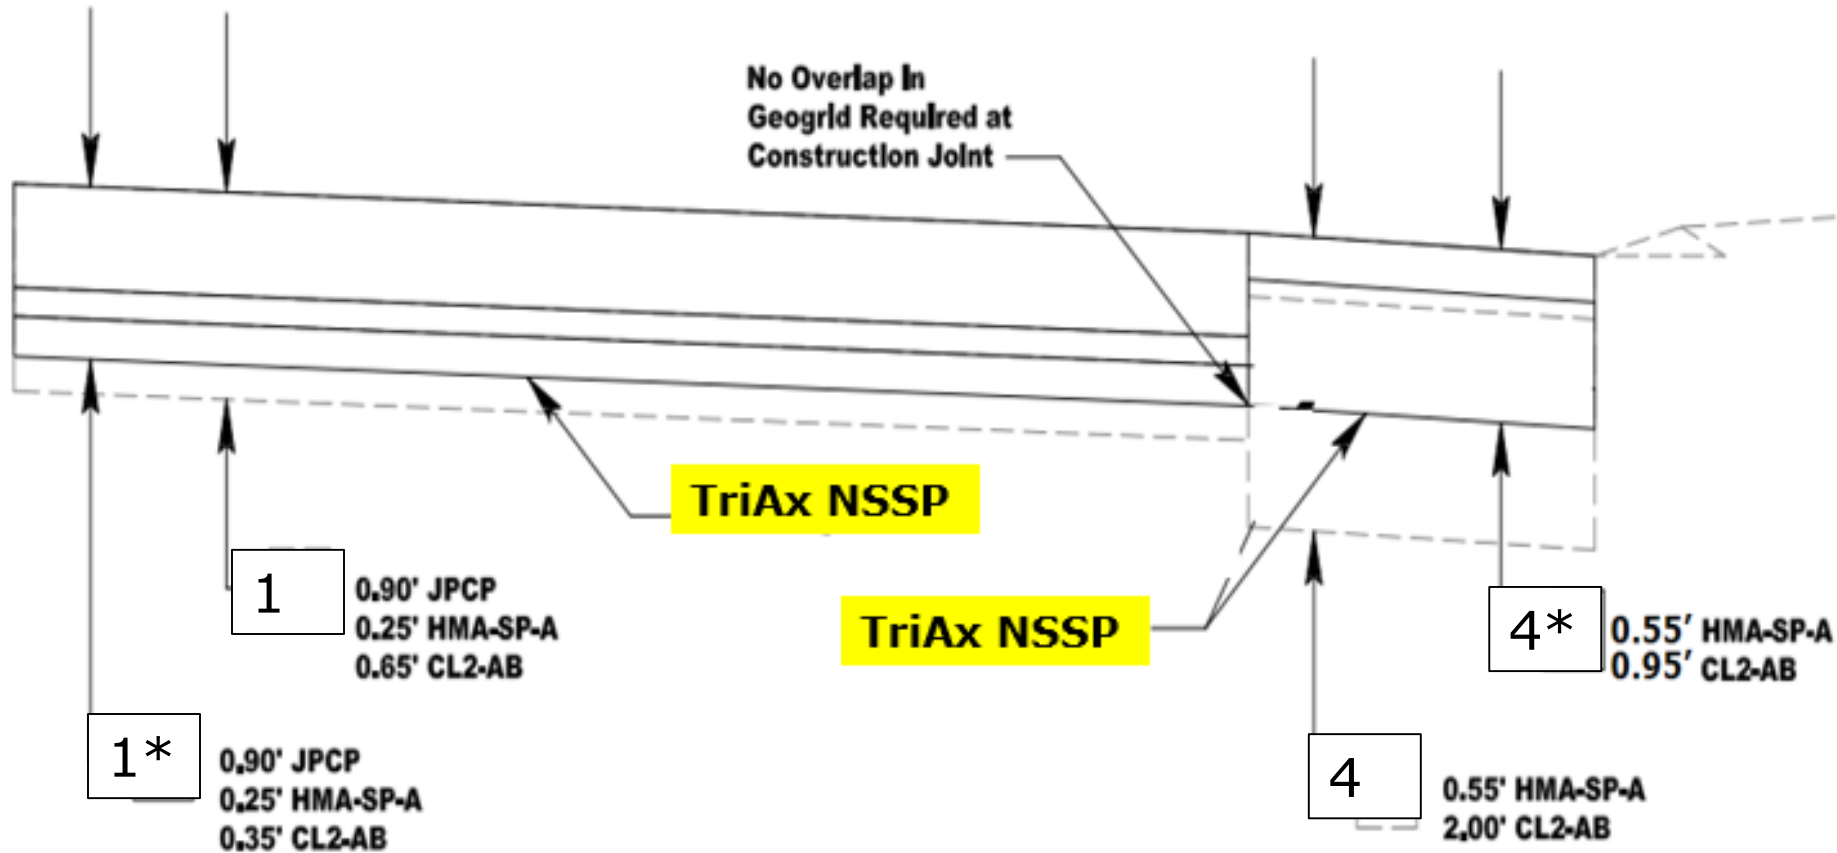 No Overlap In
Geogrid Required at
Construction Joint
TriAx NSSP
TriAx NSSP
1
0.90' JPCP
0.25' HMA-SP-A
0.65' CL2-AB
4*
0.55' HMA-SP-A
0.95' CL2-AB
1*
0.90' JPCP
0.25' HMA-SP-A
0.35' CL2-AB
4
0.55' HMA-SP-A
2.00' CL2-AB